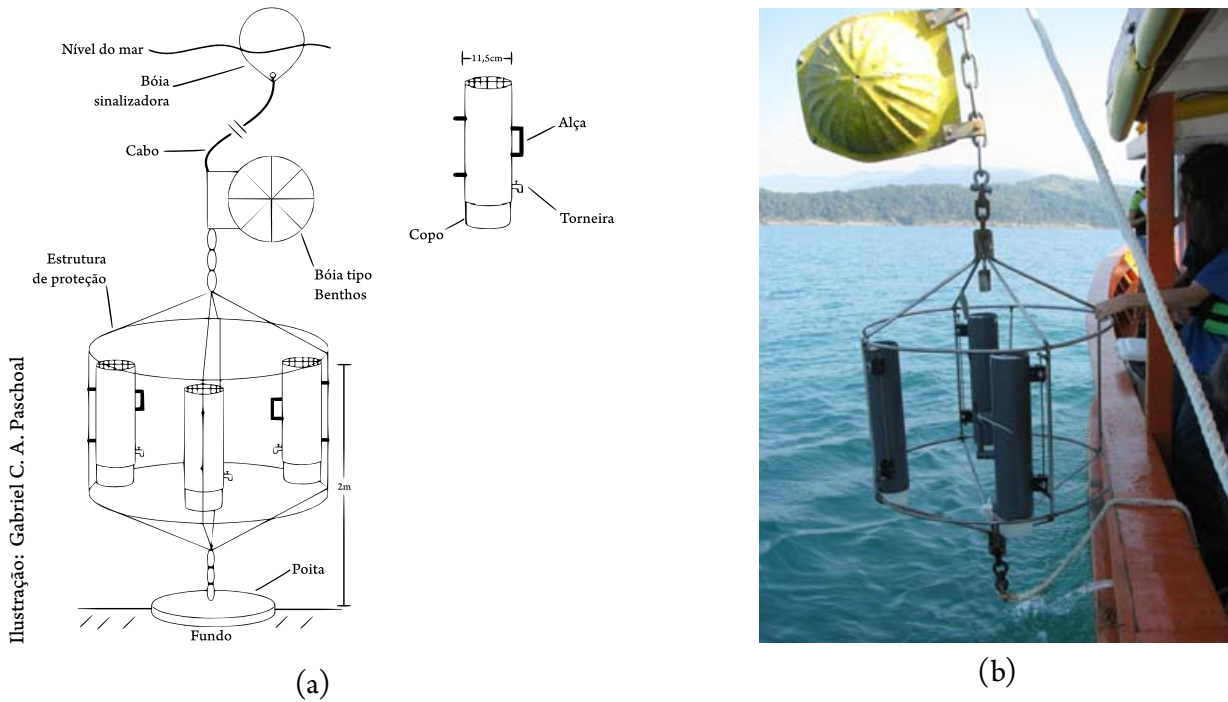 Nível do mar
Bóia
sinalizadora
Cabo
Estrutura
de proteção
Bóia tipo
Benthos
2m
Poita
Fundo
11,5cm
Alça
Torneira
Copo
Ilustração: Gabriel C. A. Paschoal
(a)
(b)